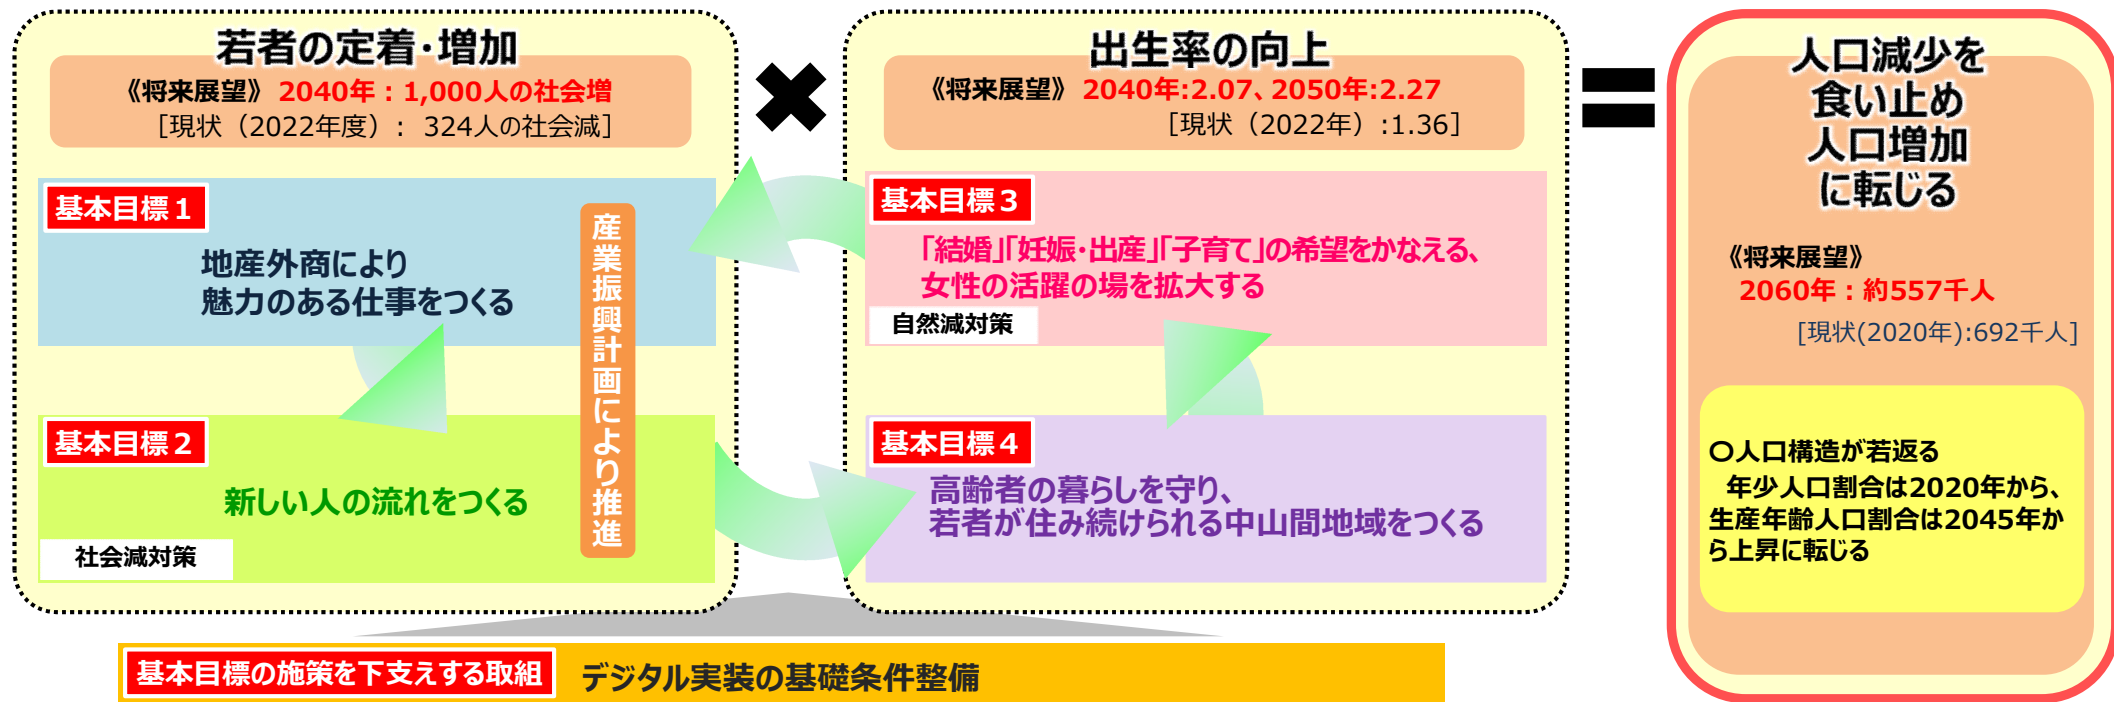 若者の定着・増加
《将来展望》 2040年：1,000人の社会増
［現状（2022年度）： 324人の社会減］
基本目標１
地産外商により
魅力のある仕事をつくる
産業振興計画により推進
基本目標２
新しい人の流れをつくる
社会減対策
✖
出生率の向上
《将来展望》 2040年:2.07、2050年:2.27
［現状（2022年）:1.36］
基本目標３
「結婚」「妊娠・出産」「子育て」の希望をかなえる、
女性の活躍の場を拡大する
自然減対策
基本目標４
高齢者の暮らしを守り、
若者が住み続けられる中山間地域をつくる
＝
人口減少を
食い止め
人口増加
に転じる
《将来展望》
2060年：約557千人
[現状(2020年):692千人]
〇人口構造が若返る
年少人口割合は2020年から、
生産年齢人口割合は2045年か
ら上昇に転じる
基本目標の施策を下支えする取組
デジタル実装の基礎条件整備